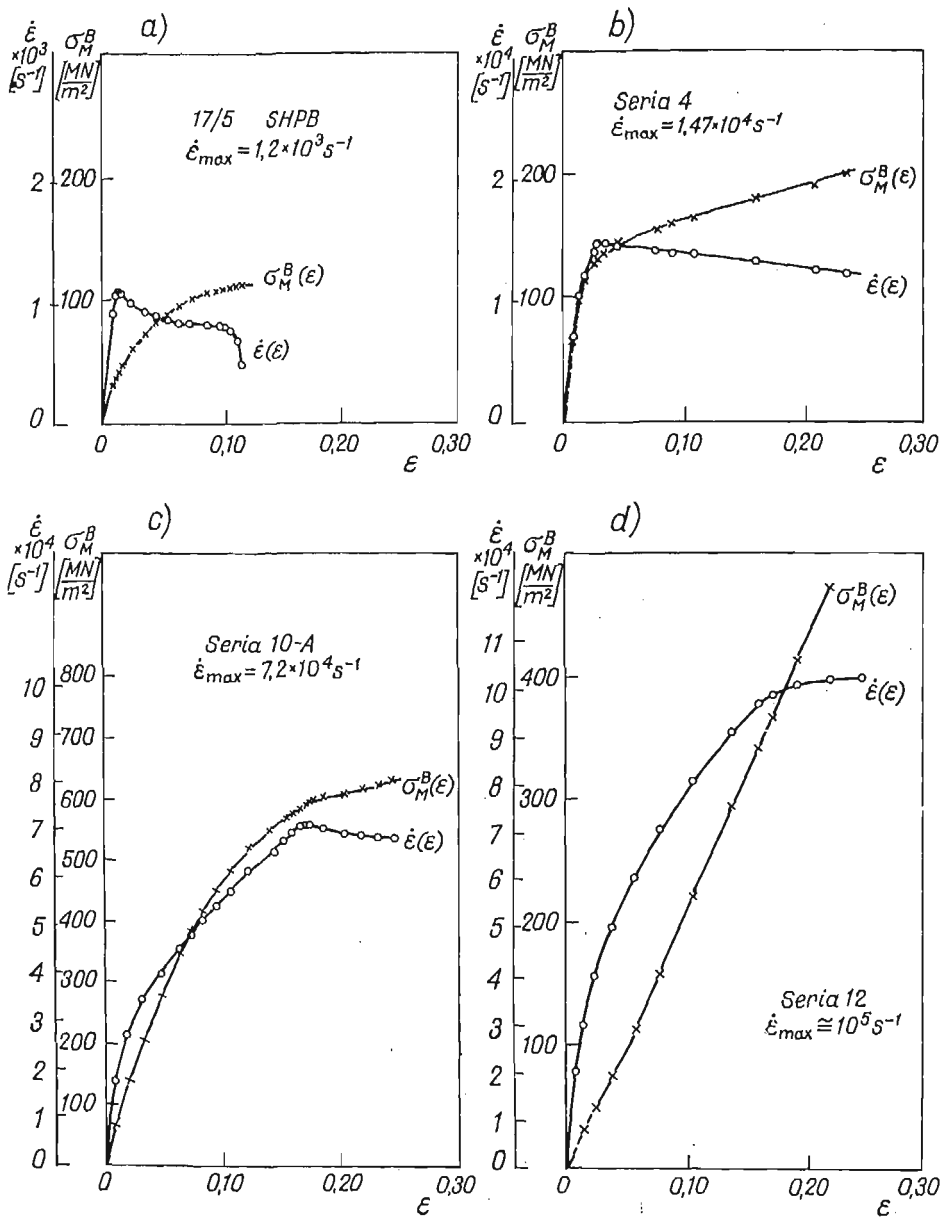 a)
ε̇
×10³
[s⁻¹]
σ_M^B
[MN/m²]
17/5 SHPB
ε̇max = 1,2×10³ s⁻¹
200
100
2
1
0
σ_M^B(ε)
ε̇(ε)
0 0,10 0,20 0,30
ε
b)
ε̇
×10⁴
[s⁻¹]
σ_M^B
[MN/m²]
Seria 4
ε̇max = 1,47×10⁴ s⁻¹
200
100
2
1
0
σ_M^B(ε)
ε̇(ε)
0 0,10 0,20 0,30
ε
c)
ε̇
×10⁴
[s⁻¹]
σ_M^B
[MN/m²]
Seria 10-A
ε̇max = 7,2×10⁴ s⁻¹
800
700
600
500
400
300
200
100
10
9
8
7
6
5
4
3
2
1
0
σ_M^B(ε)
ε̇(ε)
0 0,10 0,20 0,30
ε
d)
ε̇
×10⁴
[s⁻¹]
σ_M^B
[MN/m²]
σ_M^B(ε)
ε̇(ε)
400
300
200
100
11
10
9
8
7
6
5
4
3
2
1
0
Seria 12
ε̇max ≅ 10⁵ s⁻¹
0 0,10 0,20 0,30
ε